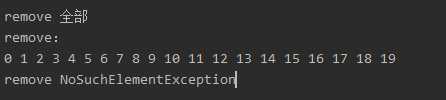 remove 全部
remove:
0 1 2 3 4 5 6 7 8 9 10 11 12 13 14 15 16 17 18 19
remove NoSuchElementException